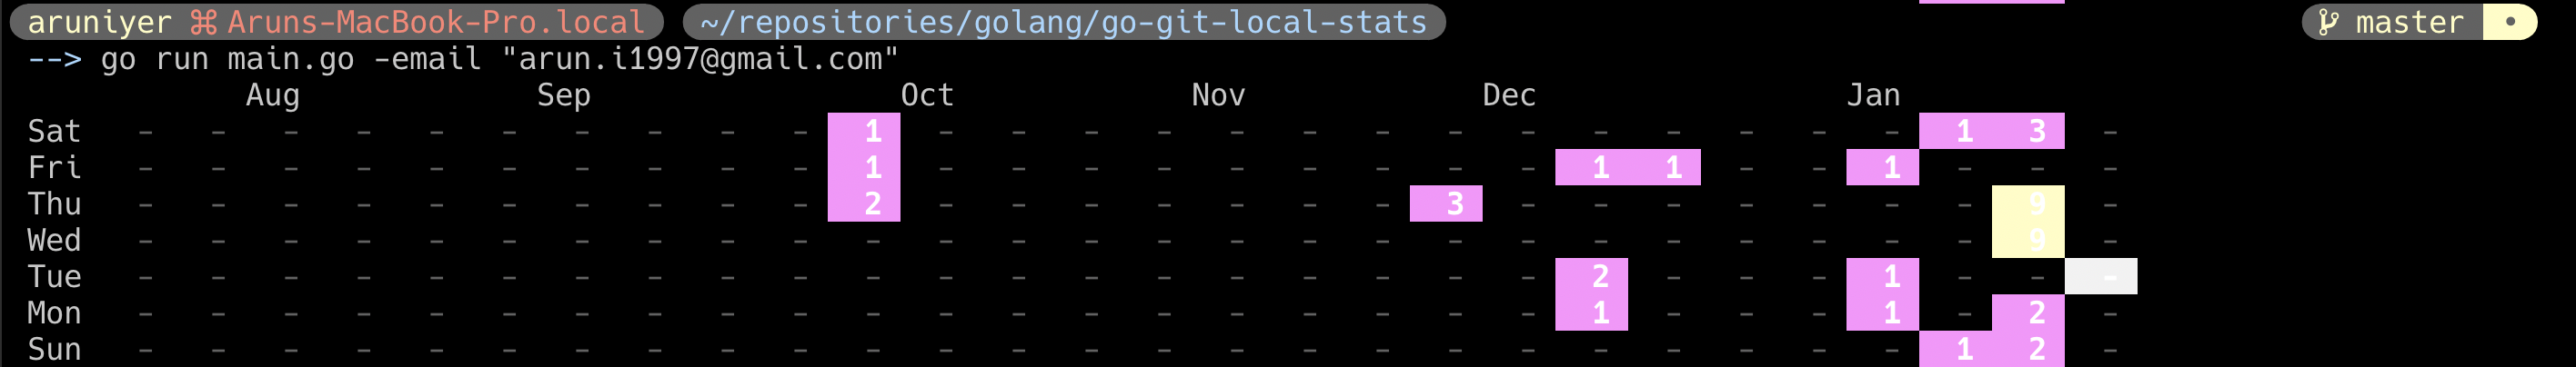 aruniyer ⌘ Aruns-MacBook-Pro.local ~/repositories/golang/go-git-local-stats master •
--> go run main.go -email "arun.i1997@gmail.com"
Aug Sep Oct Nov Dec Jan
Sat - - - - - - - - - - 1 - - - - - - - - - - - - - - 1 3 -
Fri - - - - - - - - - - 1 - - - - - - - - - 1 1 - - 1 - - -
Thu - - - - - - - - - - 2 - - - - - - - 3 - - - - - - - 9 -
Wed - - - - - - - - - - - - - - - - - - - - - - - - - - 9 -
Tue - - - - - - - - - - - - - - - - - - - - 2 - - - 1 - - -
Mon - - - - - - - - - - - - - - - - - - - - 1 - - - 1 - 2 -
Sun - - - - - - - - - - - - - - - - - - - - - - - - - 1 2 -